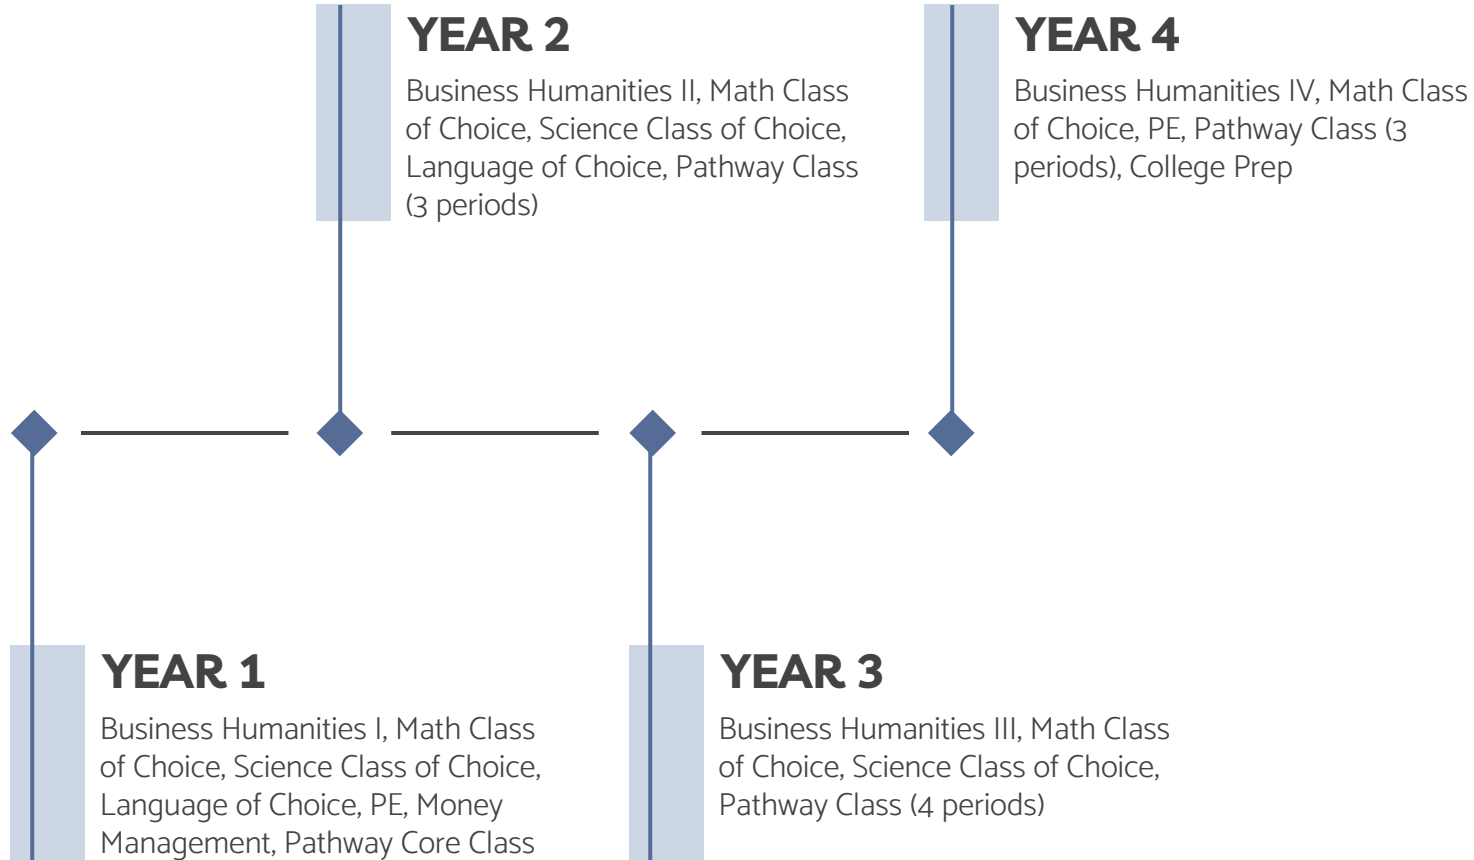 YEAR 2
Business Humanities II, Math Class
of Choice, Science Class of Choice,
Language of Choice, Pathway Class
(3 periods)
YEAR 4
Business Humanities IV, Math Class
of Choice, PE, Pathway Class (3
periods), College Prep
YEAR 1
Business Humanities I, Math Class
of Choice, Science Class of Choice,
Language of Choice, PE, Money
Management, Pathway Core Class
YEAR 3
Business Humanities III, Math Class
of Choice, Science Class of Choice,
Pathway Class (4 periods)